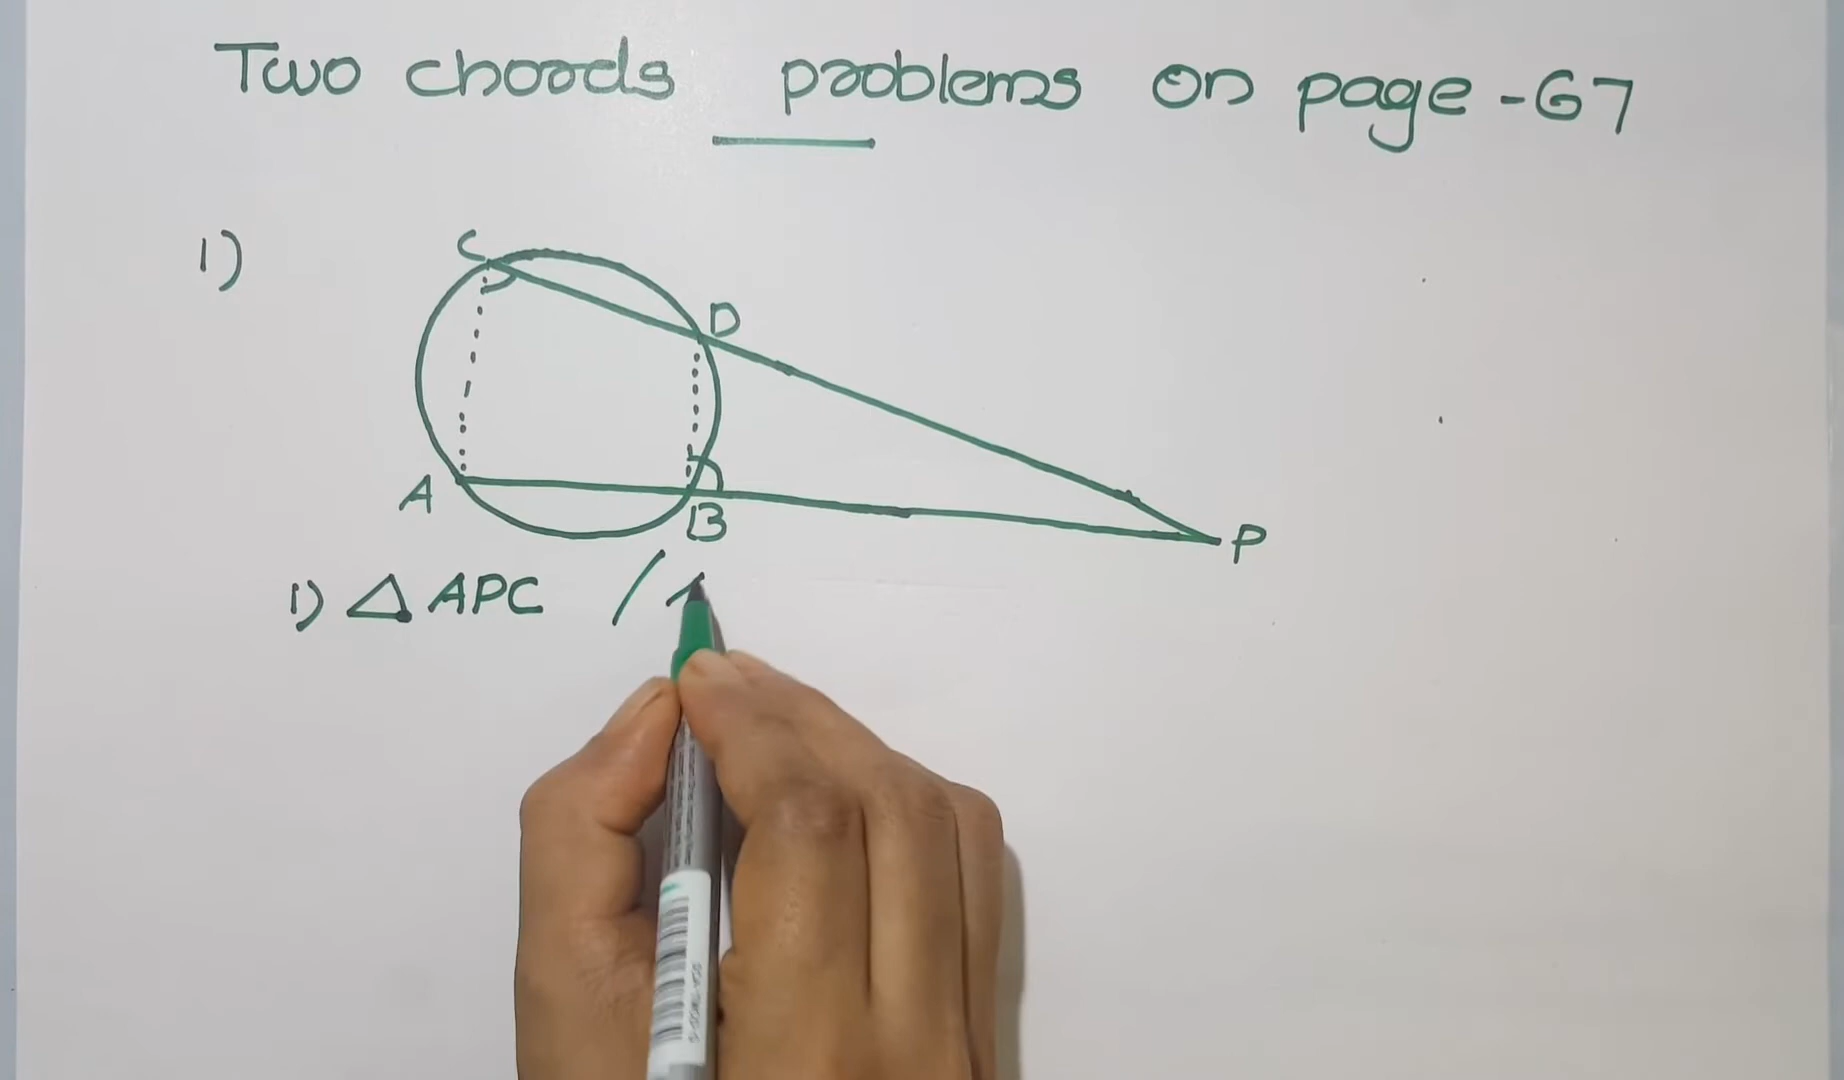 Two chords problems on page - 67
1)
C
D
A
B
P
1) △ APC /